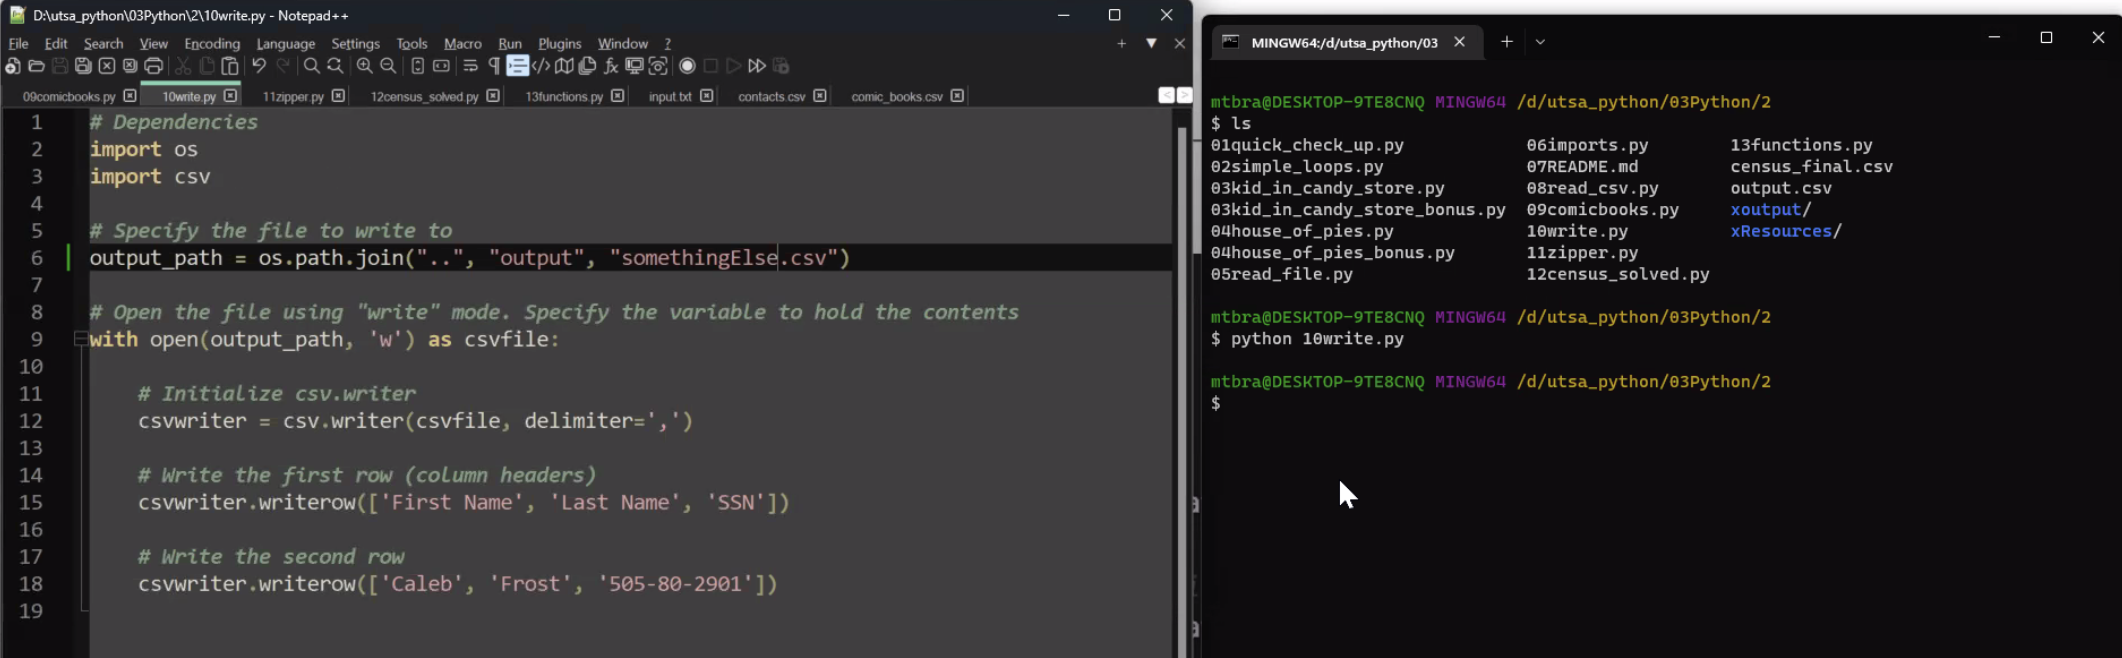 D:\utsa_python\03Python\2\10write.py - Notepad++
File Edit Search View Encoding Language Settings Tools Macro Run Plugins Window ?
09comicbooks.py 10write.py 11zipper.py 12census_solved.py 13functions.py input.txt contacts.csv comic_books.csv
1 # Dependencies
2 import os
3 import csv
4
5 # Specify the file to write to
6 output_path = os.path.join("..", "output", "somethingElse.csv")
7
8 # Open the file using "write" mode. Specify the variable to hold the contents
9 with open(output_path, 'w') as csvfile:
10
11 # Initialize csv.writer
12 csvwriter = csv.writer(csvfile, delimiter=',')
13
14 # Write the first row (column headers)
15 csvwriter.writerow(['First Name', 'Last Name', 'SSN'])
16
17 # Write the second row
18 csvwriter.writerow(['Caleb', 'Frost', '505-80-2901'])
19
MINGW64:/d/utsa_python/03
mtbra@DESKTOP-9TE8CNQ MINGW64 /d/utsa_python/03Python/2
$ ls
01quick_check_up.py 06imports.py 13functions.py
02simple_loops.py 07README.md census_final.csv
03kid_in_candy_store.py 08read_csv.py output.csv
03kid_in_candy_store_bonus.py 09comicbooks.py xoutput/
04house_of_pies.py 10write.py xResources/
04house_of_pies_bonus.py 11zipper.py
05read_file.py 12census_solved.py
mtbra@DESKTOP-9TE8CNQ MINGW64 /d/utsa_python/03Python/2
$ python 10write.py
mtbra@DESKTOP-9TE8CNQ MINGW64 /d/utsa_python/03Python/2
$